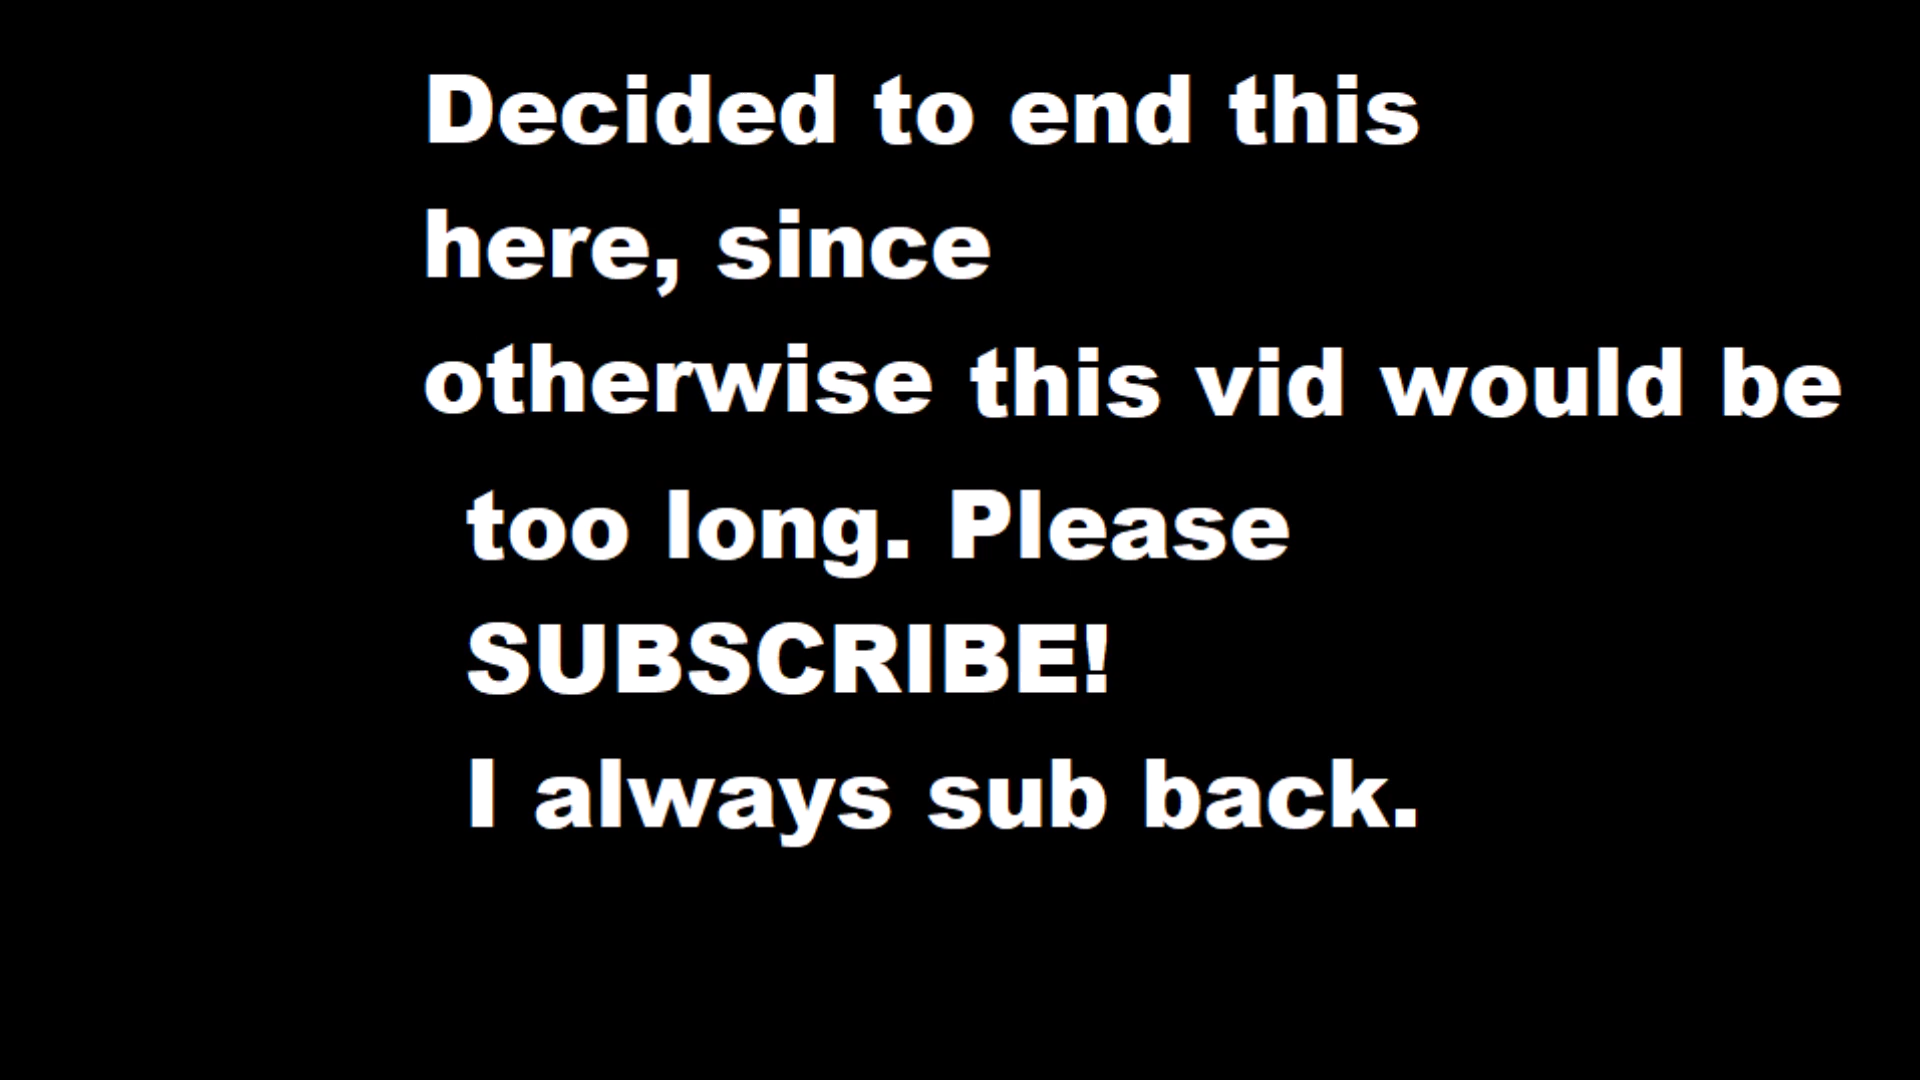 Decided to end this
here, since
otherwise this vid would be
too long. Please
SUBSCRIBE!
I always sub back.